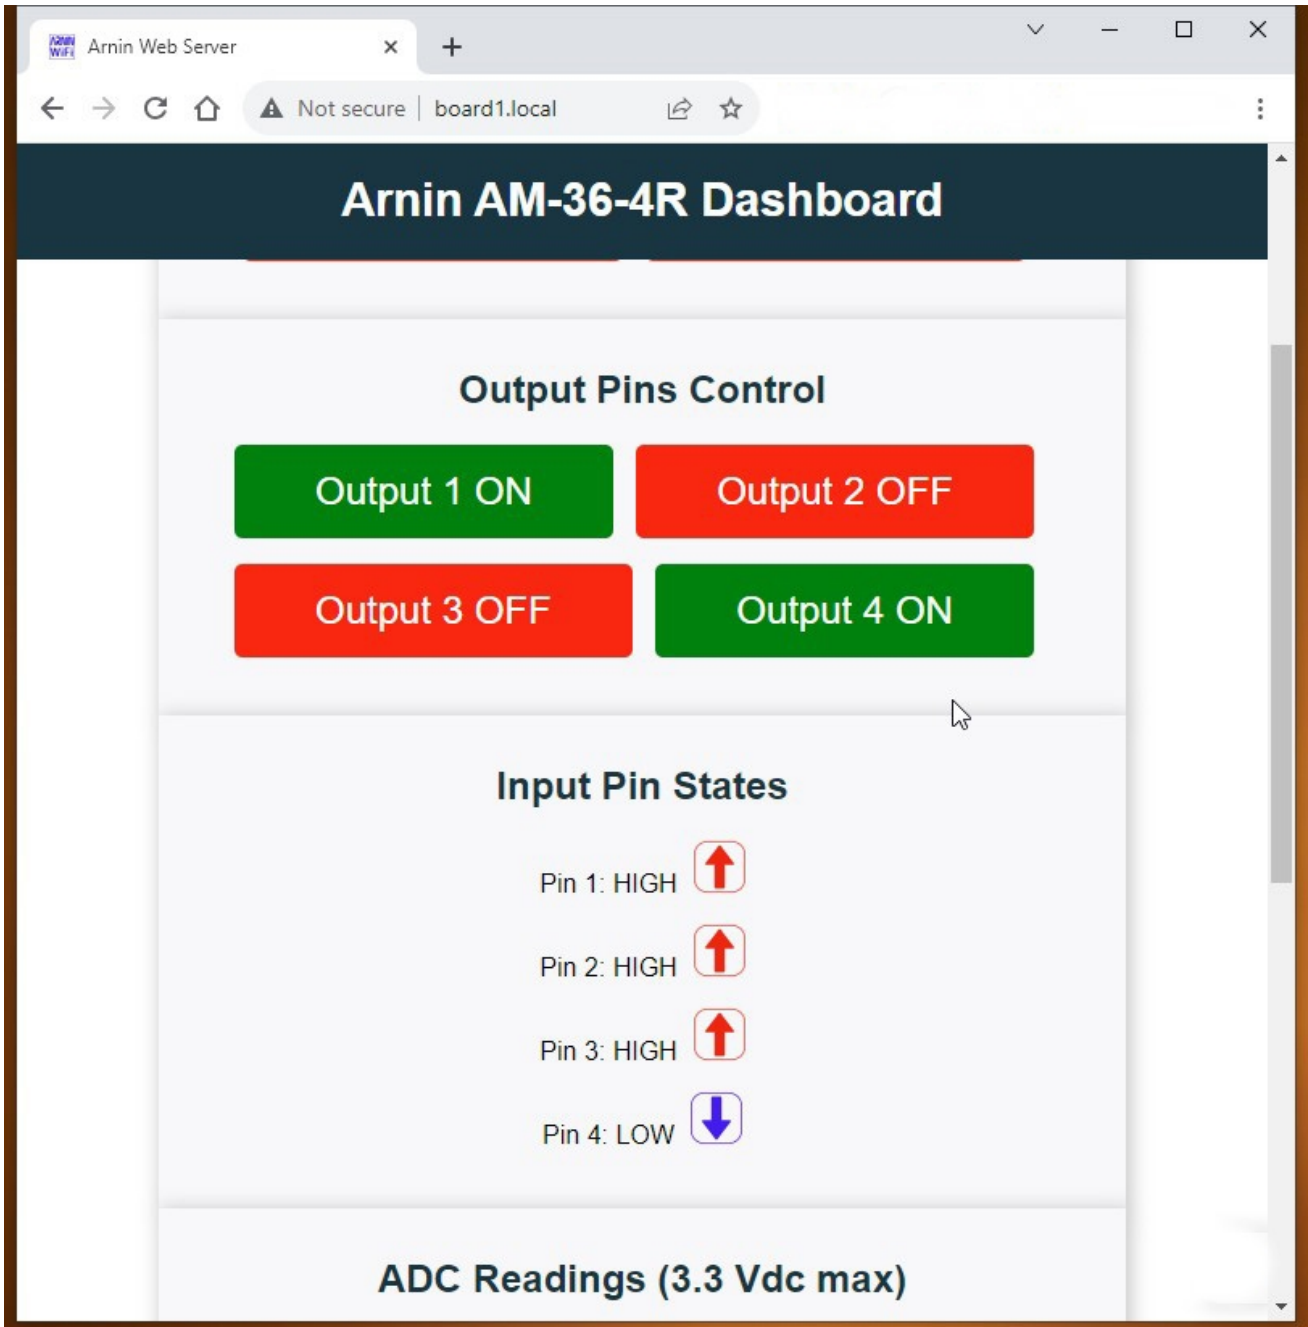 ARNIN
WiFi
Arnin Web Server
Not secure | board1.local
Arnin AM-36-4R Dashboard
Output Pins Control
Output 1 ON
Output 2 OFF
Output 3 OFF
Output 4 ON
Input Pin States
Pin 1: HIGH
Pin 2: HIGH
Pin 3: HIGH
Pin 4: LOW
ADC Readings (3.3 Vdc max)